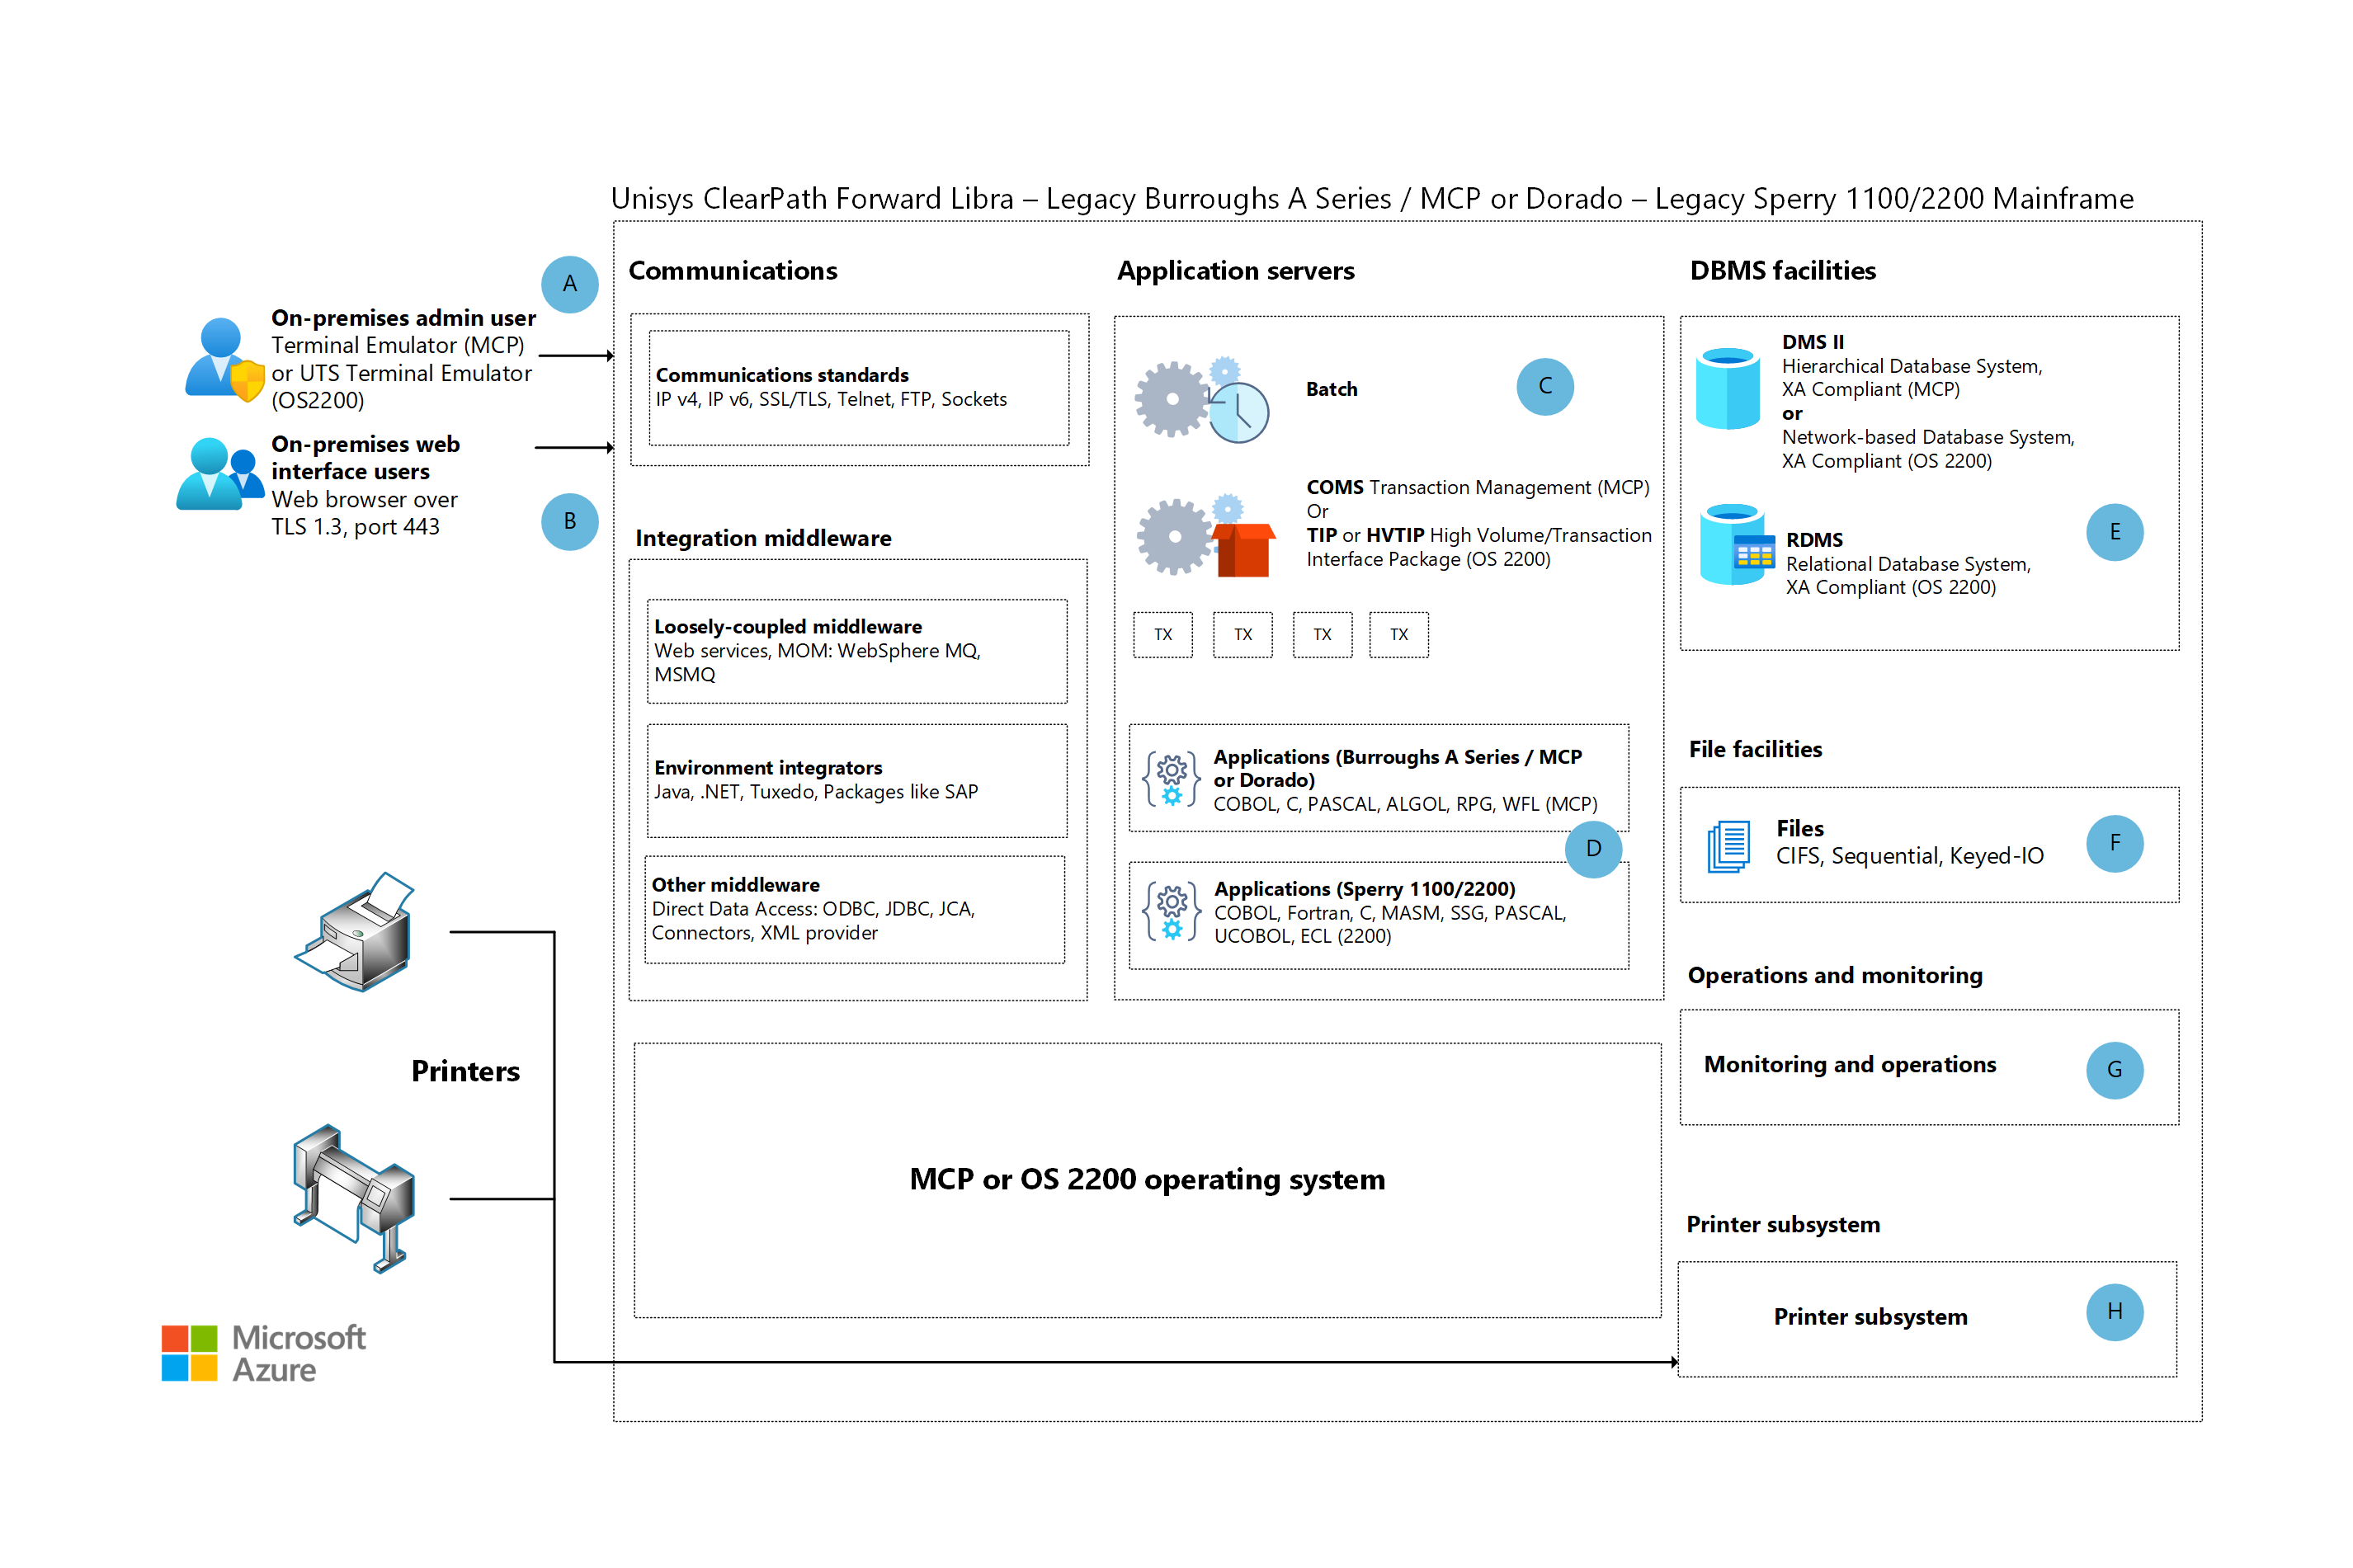 Unisys ClearPath Forward Libra – Legacy Burroughs A Series / MCP or Dorado – Legacy Sperry 1100/2200 Mainframe
A
On-premises admin user
Terminal Emulator (MCP)
or UTS Terminal Emulator
(OS2200)
On-premises web
interface users
Web browser over
TLS 1.3, port 443
B
Printers
Microsoft
Azure
Communications
Communications standards
IP v4, IP v6, SSL/TLS, Telnet, FTP, Sockets
Integration middleware
Loosely-coupled middleware
Web services, MOM: WebSphere MQ,
MSMQ
Environment integrators
Java, .NET, Tuxedo, Packages like SAP
Other middleware
Direct Data Access: ODBC, JDBC, JCA,
Connectors, XML provider
Application servers
Batch
C
COMS Transaction Management (MCP)
Or
TIP or HVTIP High Volume/Transaction
Interface Package (OS 2200)
TX TX TX TX
Applications (Burroughs A Series / MCP
or Dorado)
COBOL, C, PASCAL, ALGOL, RPG, WFL (MCP)
D
Applications (Sperry 1100/2200)
COBOL, Fortran, C, MASM, SSG, PASCAL,
UCOBOL, ECL (2200)
MCP or OS 2200 operating system
DBMS facilities
DMS II
Hierarchical Database System,
XA Compliant (MCP)
or
Network-based Database System,
XA Compliant (OS 2200)
E
RDMS
Relational Database System,
XA Compliant (OS 2200)
File facilities
Files
CIFS, Sequential, Keyed-IO
F
Operations and monitoring
Monitoring and operations
G
Printer subsystem
Printer subsystem
H